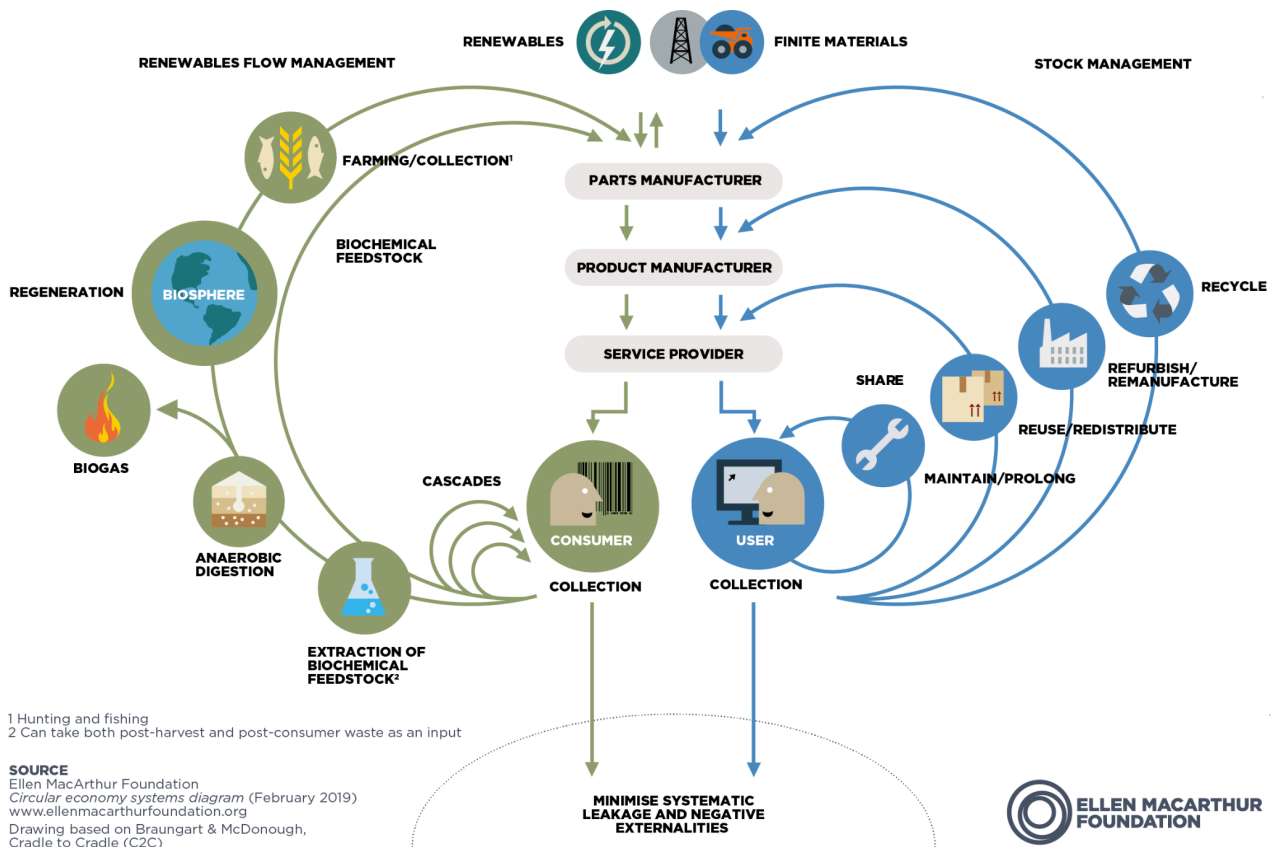 RENEWABLES
FINITE MATERIALS
RENEWABLES FLOW MANAGEMENT
STOCK MANAGEMENT
FARMING/COLLECTION¹
PARTS MANUFACTURER
BIOCHEMICAL
FEEDSTOCK
PRODUCT MANUFACTURER
REGENERATION
BIOSPHERE
RECYCLE
SERVICE PROVIDER
REFURBISH/
REMANUFACTURE
SHARE
REUSE/REDISTRIBUTE
BIOGAS
MAINTAIN/PROLONG
CASCADES
CONSUMER
USER
ANAEROBIC
DIGESTION
COLLECTION
COLLECTION
EXTRACTION OF
BIOCHEMICAL
FEEDSTOCK²
1 Hunting and fishing
2 Can take both post-harvest and post-consumer waste as an input
SOURCE
Ellen MacArthur Foundation
Circular economy systems diagram (February 2019)
www.ellenmacarthurfoundation.org
Drawing based on Braungart & McDonough,
Cradle to Cradle (C2C)
MINIMISE SYSTEMATIC
LEAKAGE AND NEGATIVE
EXTERNALITIES
ELLEN MACARTHUR
FOUNDATION